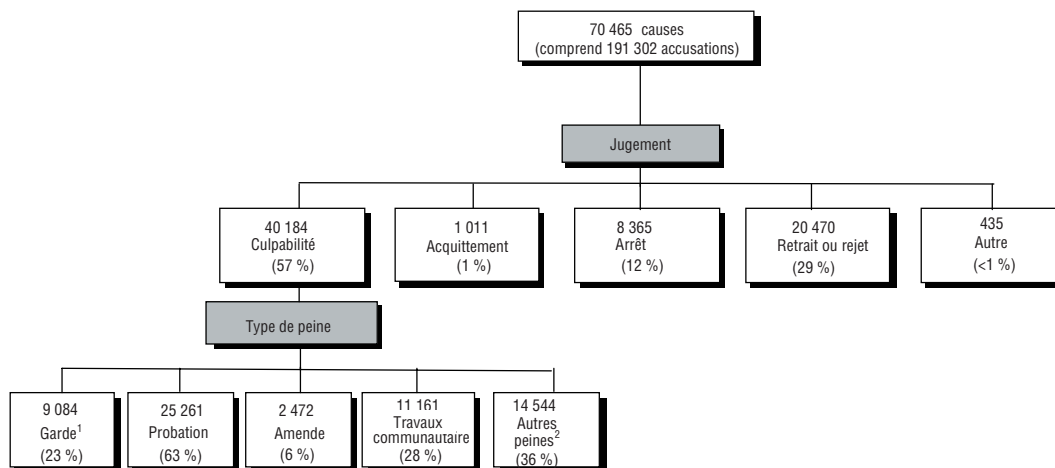 70 465 causes
(comprend 191 302 accusations)
Jugement
40 184
Culpabilité
(57 %)
1 011
Acquittement
(1 %)
8 365
Arrêt
(12 %)
20 470
Retrait ou rejet
(29 %)
435
Autre
(<1 %)
Type de peine
9 084
Garde1
(23 %)
25 261
Probation
(63 %)
2 472
Amende
(6 %)
11 161
Travaux
communautaire
(28 %)
14 544
Autres
peines2
(36 %)